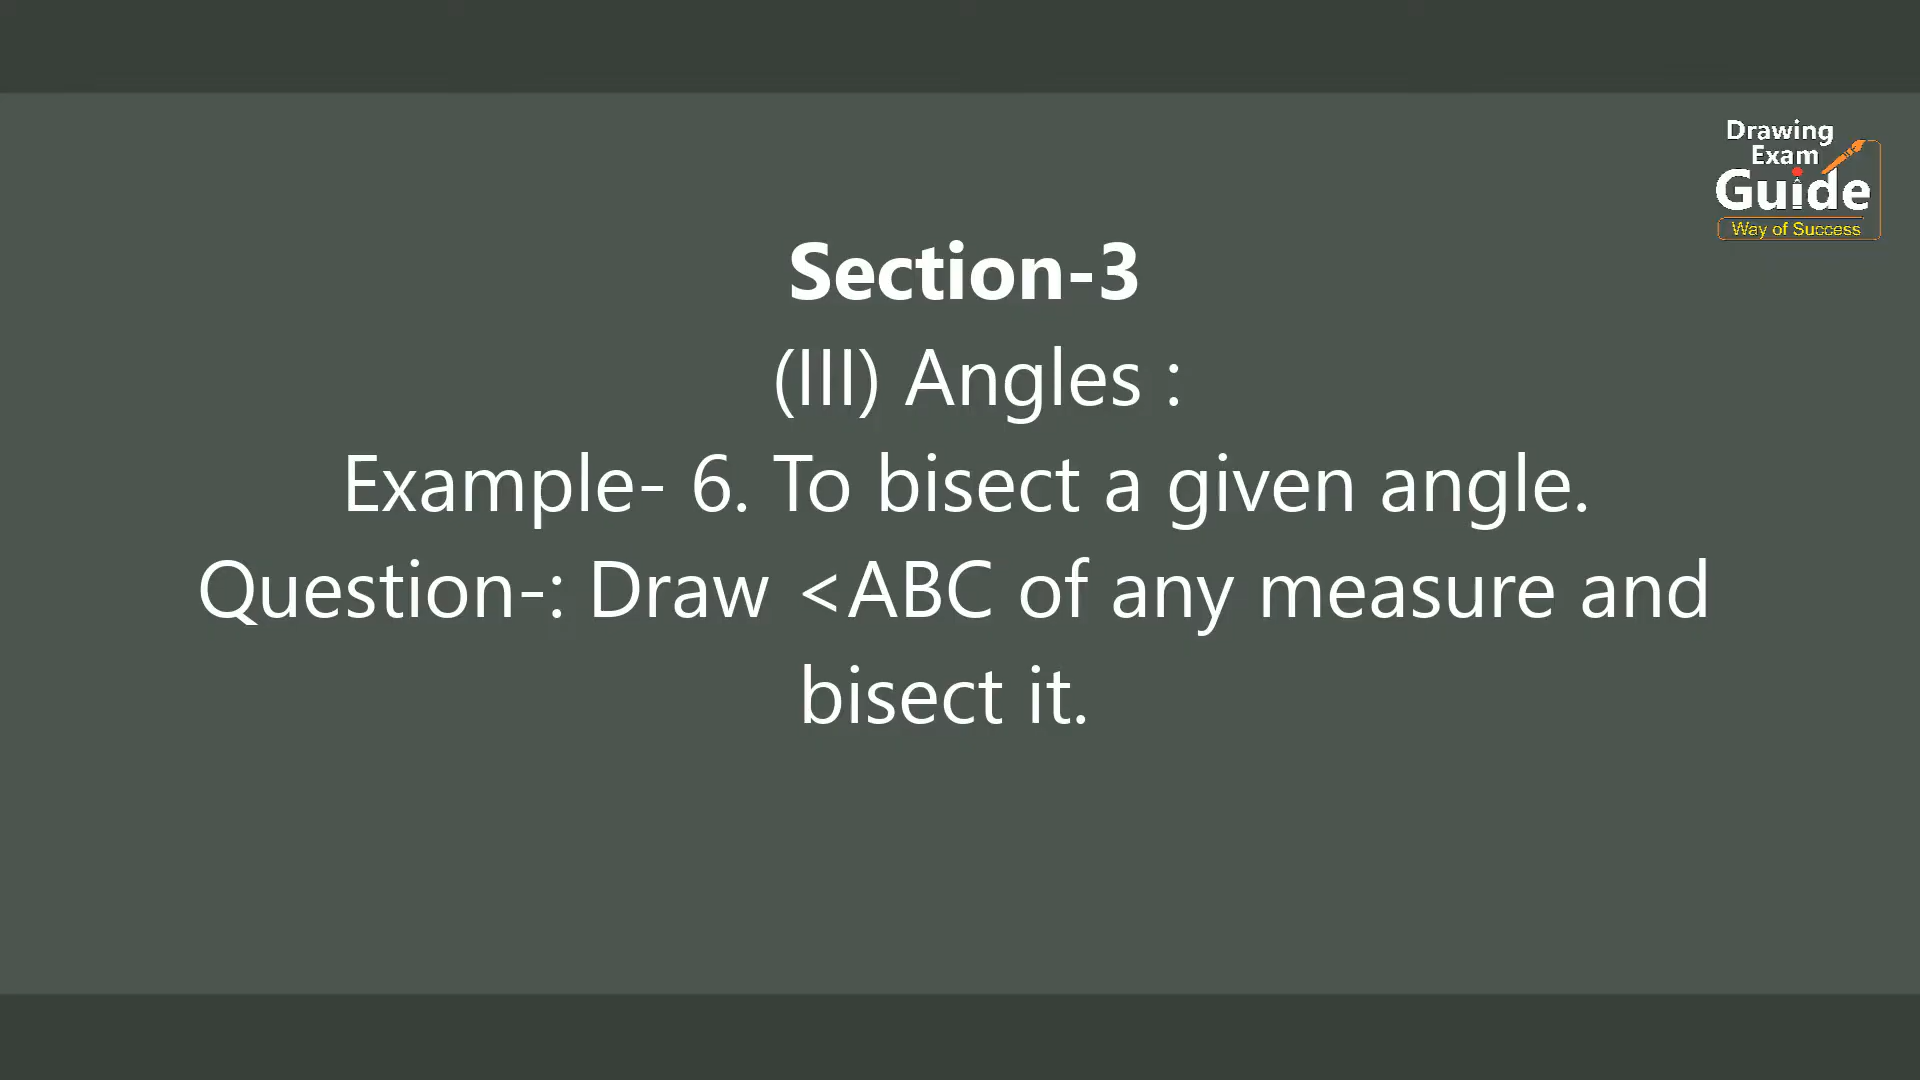 Drawing
Exam
Guide
Way of Success
Section-3
(III) Angles :
Example- 6. To bisect a given angle.
Question-: Draw <ABC of any measure and
bisect it.